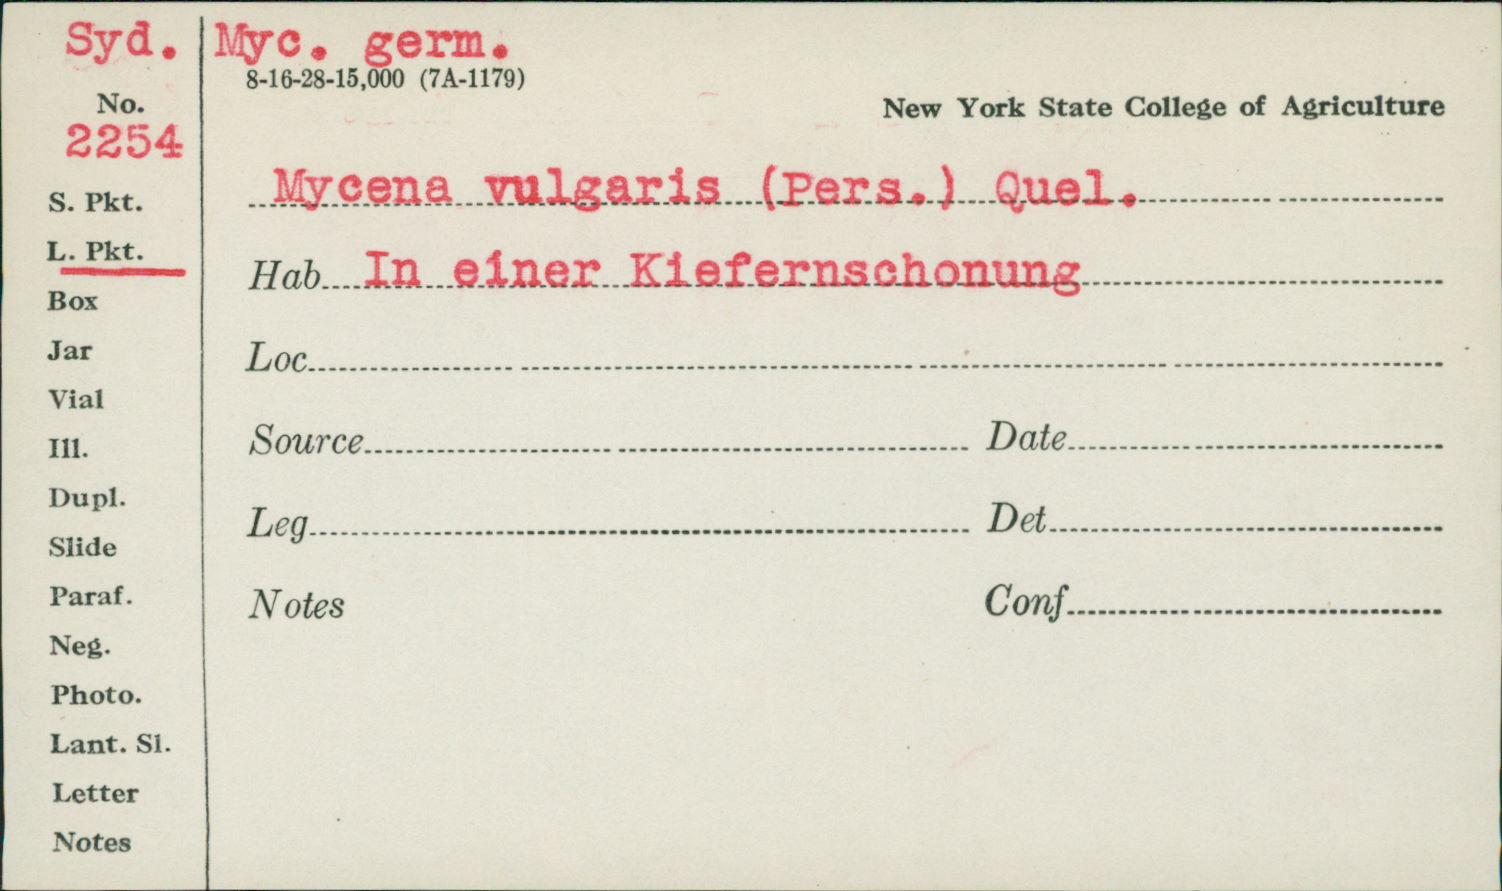 Syd. Myc. germ.
8-16-28-15,000 (7A-1179)
New York State College of Agriculture
No.
2254
S. Pkt.
L. Pkt.
Box
Jar
Vial
Ill.
Dupl.
Slide
Paraf.
Neg.
Photo.
Lant. Sl.
Letter
Notes
Mycena vulgaris (Pers.) Quel.
Hab. In einer Kiefernschonung
Loc.
Source
Date
Leg.
Det.
Notes
Conf.